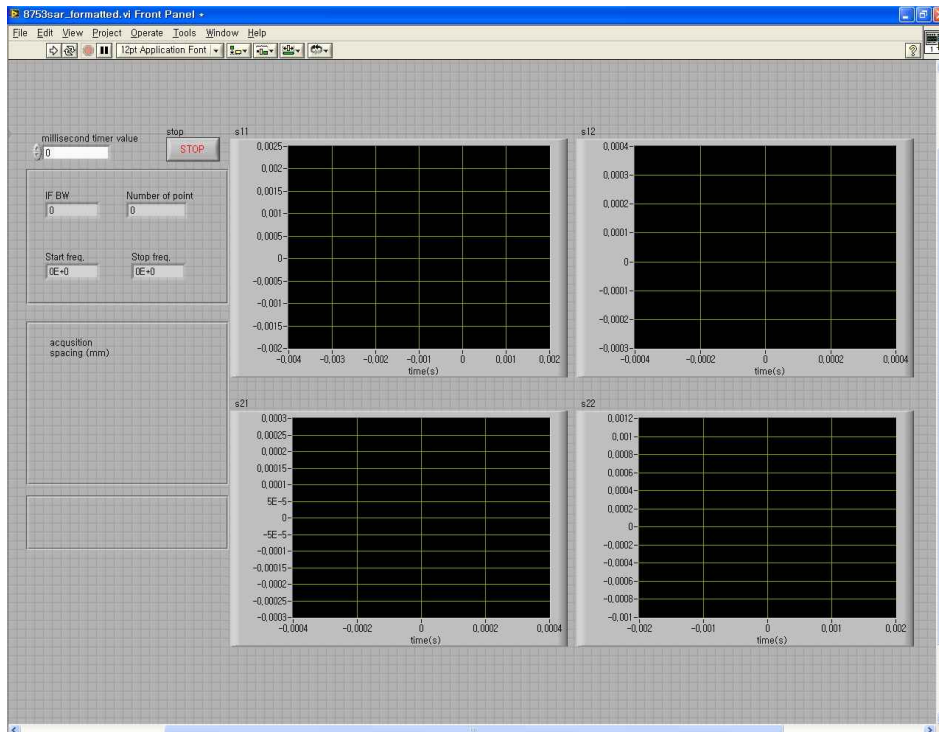 8753sar_formatted.vi Front Panel *
File Edit View Project Operate Tools Window Help
12pt Application Font
millisecond timer value
0
stop
STOP
IF BW
0
Number of point
0
Start freq.
0E+0
Stop freq.
0E+0
acqusition
spacing (mm)
s11
0,0025
0,002
0,0015
0,001
0,0005
0
-0,0005
-0,001
-0,0015
-0,002
-0,004 -0,003 -0,002 -0,001 0 0,001 0,002
time(s)
s12
0,0004
0,0003
0,0002
0,0001
0
-0,0001
-0,0002
-0,0003
-0,0004 -0,0002 0 0,0002 0,0004
time(s)
s21
0,0003
0,00025
0,0002
0,00015
0,0001
5E-5
0
-5E-5
-0,0001
-0,00015
-0,0002
-0,00025
-0,0003
-0,0004 -0,0002 0 0,0002 0,0004
time(s)
s22
0,0012
0,001
0,0008
0,0006
0,0004
0,0002
0
-0,0002
-0,0004
-0,0006
-0,0008
-0,001
-0,002 -0,001 0 0,001 0,002
time(s)